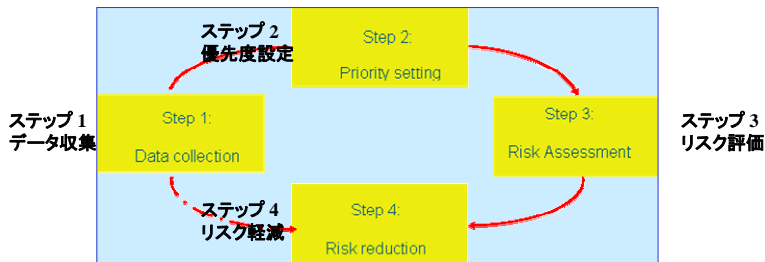 ステップ 2
優先度設定
Step 2:
Priority setting
ステップ 1
データ収集
Step 1:
Data collection
Step 3:
Risk Assessment
ステップ 3
リスク評価
ステップ 4
リスク軽減
Step 4:
Risk reduction